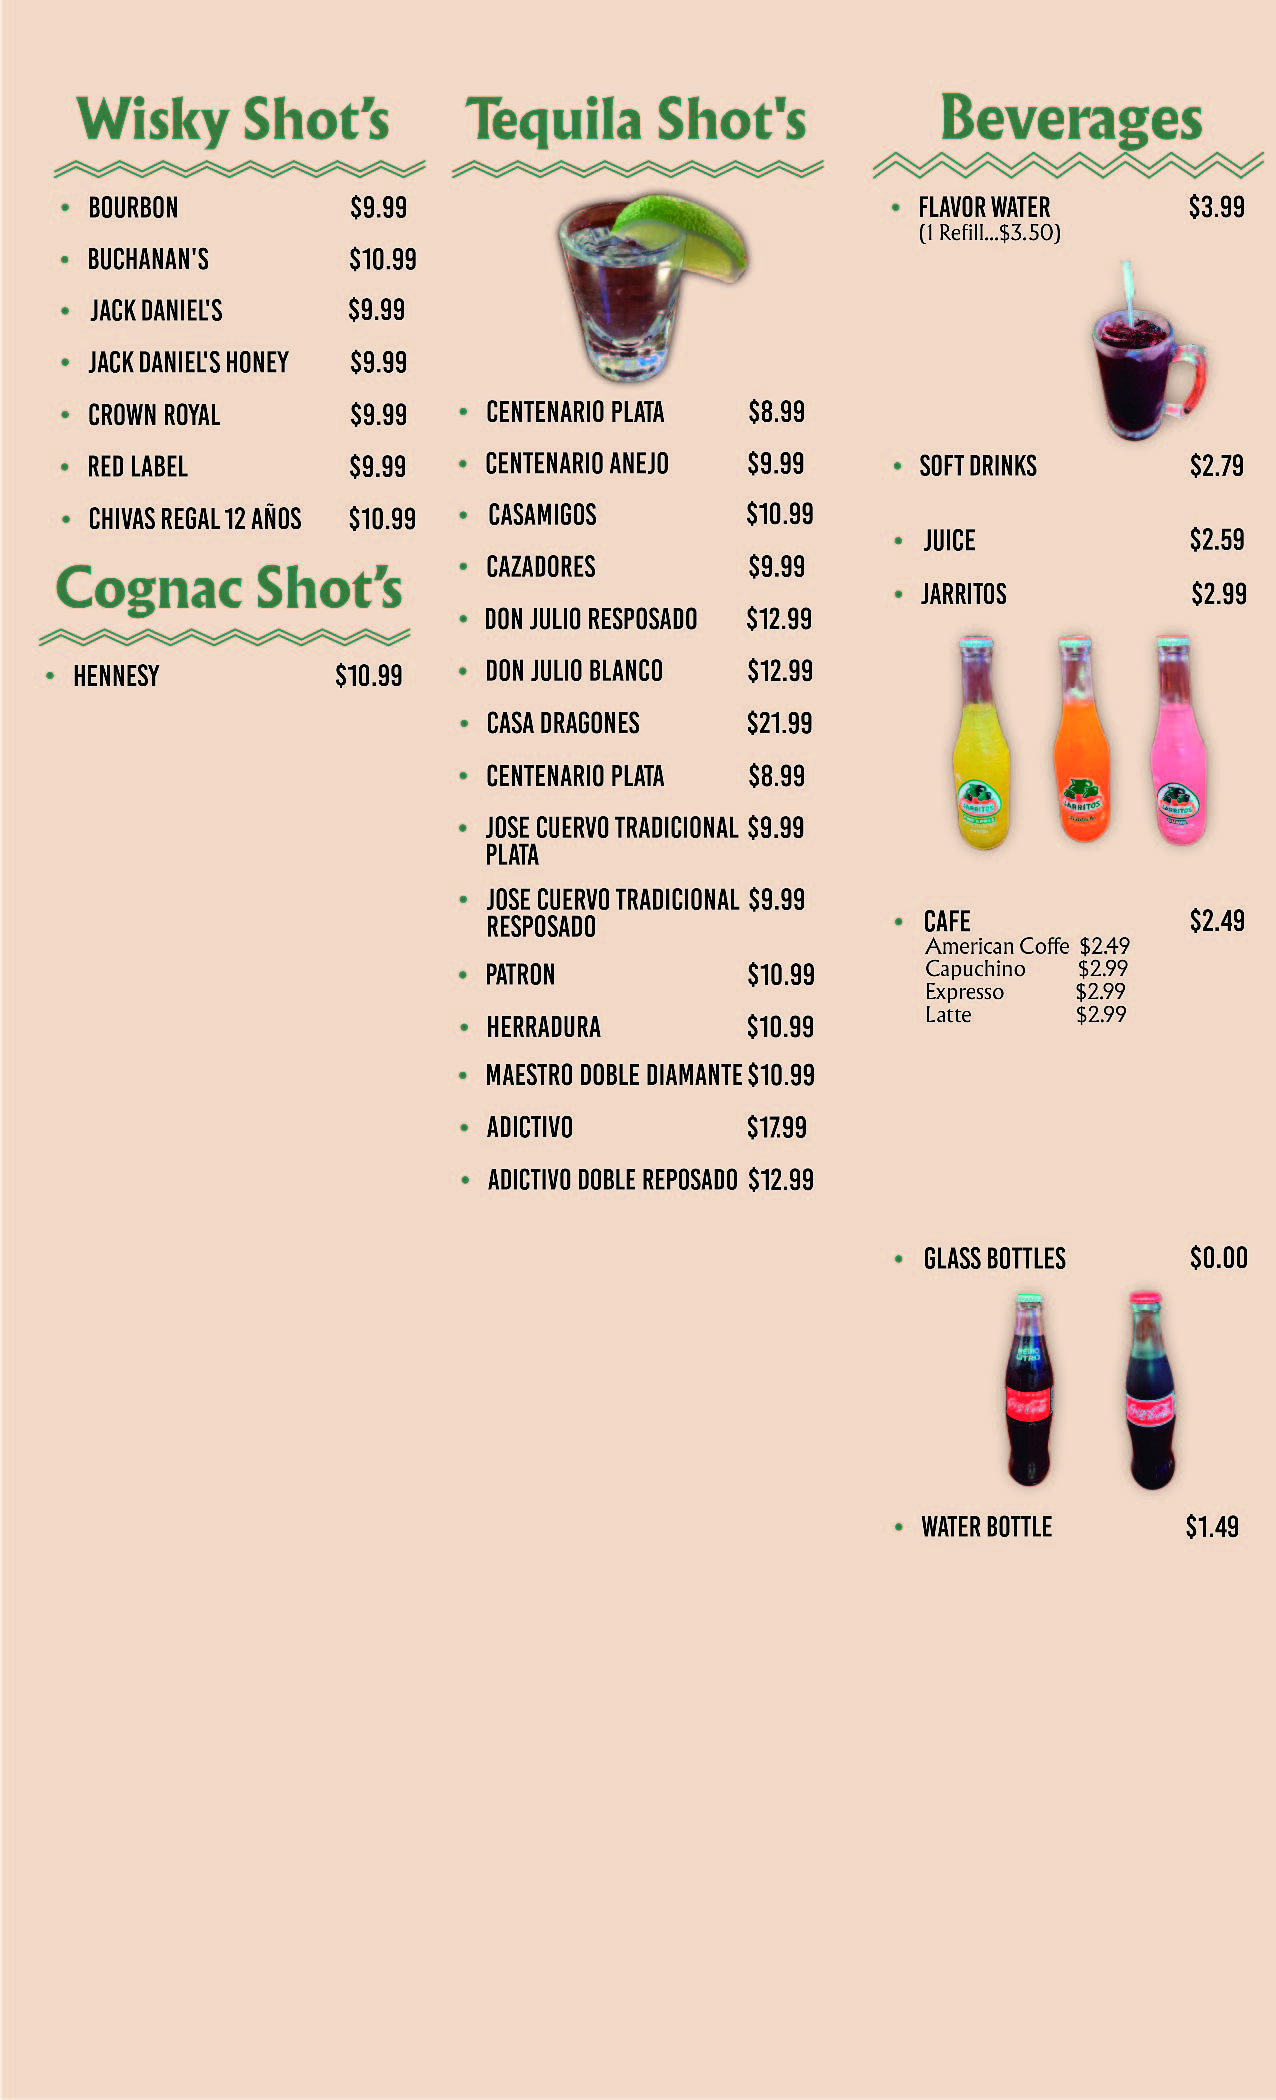 Wisky Shot's
BOURBON $9.99
BUCHANAN'S $10.99
JACK DANIEL'S $9.99
JACK DANIEL'S HONEY $9.99
CROWN ROYAL $9.99
RED LABEL $9.99
CHIVAS REGAL 12 AÑOS $10.99
Cognac Shot's
HENNESY $10.99
Tequila Shot's
CENTENARIO PLATA $8.99
CENTENARIO ANEJO $9.99
CASAMIGOS $10.99
CAZADORES $9.99
DON JULIO RESPOSADO $12.99
DON JULIO BLANCO $12.99
CASA DRAGONES $21.99
CENTENARIO PLATA $8.99
JOSE CUERVO TRADICIONAL $9.99
PLATA
JOSE CUERVO TRADICIONAL $9.99
RESPOSADO
PATRON $10.99
HERRADURA $10.99
MAESTRO DOBLE DIAMANTE $10.99
ADICTIVO $17.99
ADICTIVO DOBLE REPOSADO $12.99
Beverages
FLAVOR WATER $3.99
(1 Refill...$3.50)
SOFT DRINKS $2.79
JUICE $2.59
JARRITOS $2.99
JARRITOS JARRITOS JARRITOS
CAFE $2.49
American Coffe $2.49
Capuchino $2.99
Expresso $2.99
Latte $2.99
GLASS BOTTLES $0.00
MEDIO
LITRO
Coca-Cola Coca-Cola
WATER BOTTLE $1.49